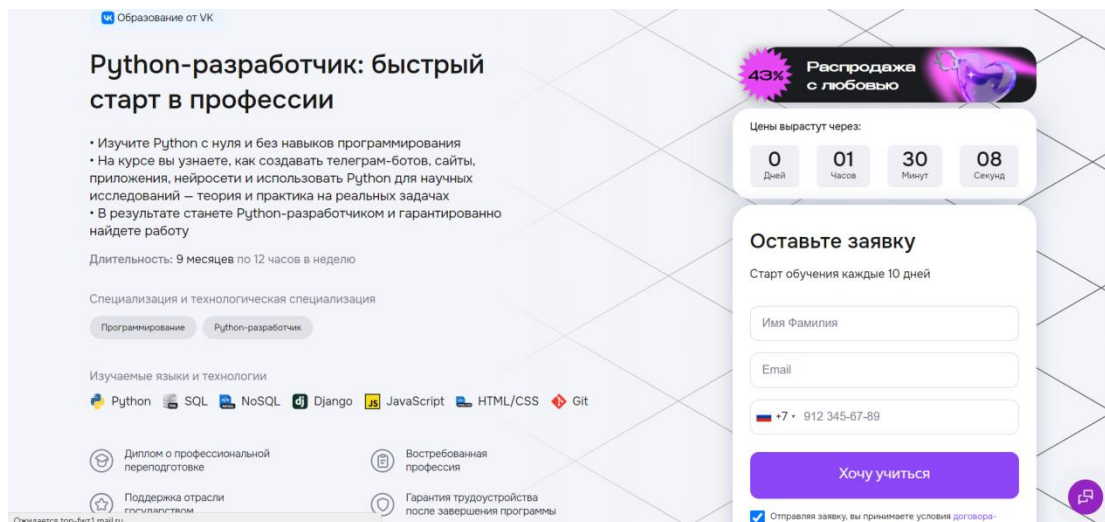 Образование от VK
Python-разработчик: быстрый
старт в профессии
• Изучите Python с нуля и без навыков программирования
• На курсе вы узнаете, как создавать телеграм-ботов, сайты,
приложения, нейросети и использовать Python для научных
исследований — теория и практика на реальных задачах
• В результате станете Python-разработчиком и гарантированно
найдете работу
Длительность: 9 месяцев по 12 часов в неделю
Специализация и технологическая специализация
Программирование Python-разработчик
Изучаемые языки и технологии
Python SQL NoSQL Django JavaScript HTML/CSS Git
Диплом о профессиональной
переподготовке
Востребованная
профессия
Поддержка отрасли
государством
Гарантия трудоустройства
после завершения программы
Ожидается top-fwz1.mail.ru
43%
Распродажа
с любовью
Цены вырастут через:
0 01 30 08
Дней Часов Минут Секунд
Оставьте заявку
Старт обучения каждые 10 дней
Имя Фамилия
Email
+7 912 345-67-89
Хочу учиться
Отправляя заявку, вы принимаете условия договора-